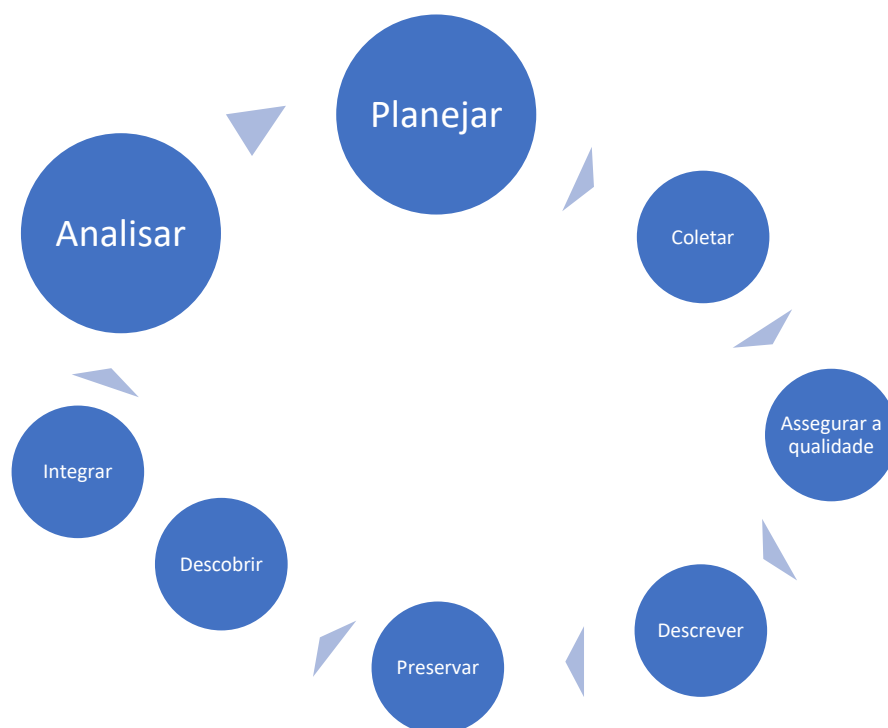 Planejar
Coletar
Assegurar a
qualidade
Descrever
Preservar
Descobrir
Integrar
Analisar